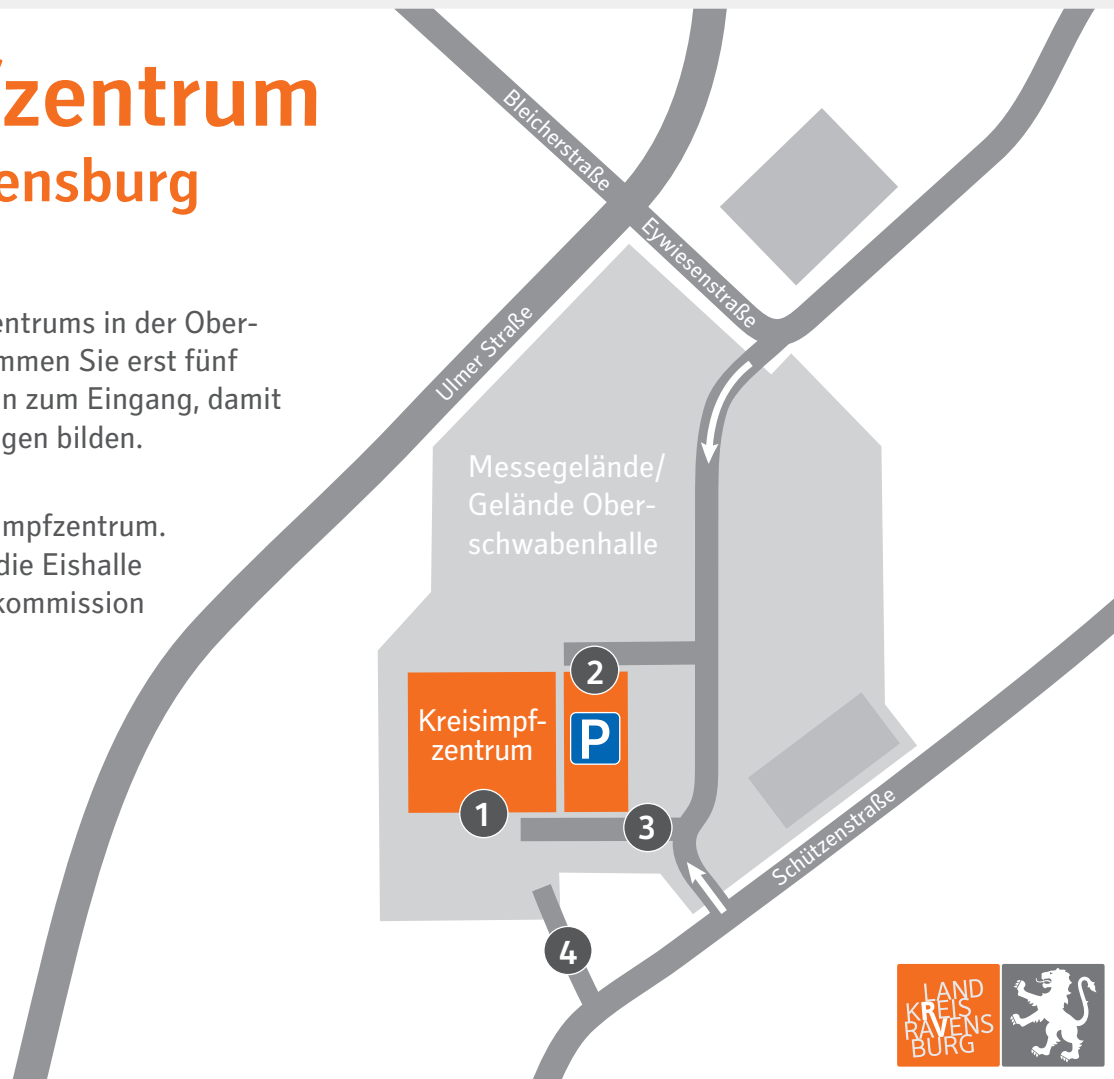 fzentrum
ensburg
entrums in der Ober-
mmen Sie erst fünf
n zum Eingang, damit
gen bilden.
mpfzentrum.
die Eishalle
kommission
Bleicherstraße
Eywiesenstraße
Ulmer Straße
Messegelände/
Gelände Ober-
schwabenhalle
2
Kreisimpf-
zentrum
P
1
3
Schützenstraße
4
LAND
KREIS
RAVENS
BURG